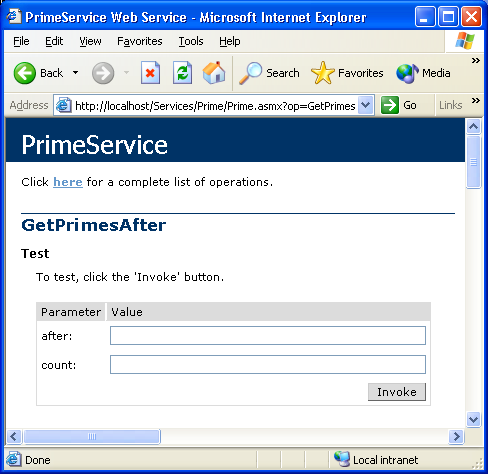 PrimeService Web Service - Microsoft Internet Explorer
File Edit View Favorites Tools Help
Back Search Favorites Media »
Address http://localhost/Services/Prime/Prime.asmx?op=GetPrimes Go Links »
PrimeService
Click here for a complete list of operations.
GetPrimesAfter
Test
To test, click the 'Invoke' button.
Parameter Value
after:
count:
Invoke
Done Local intranet